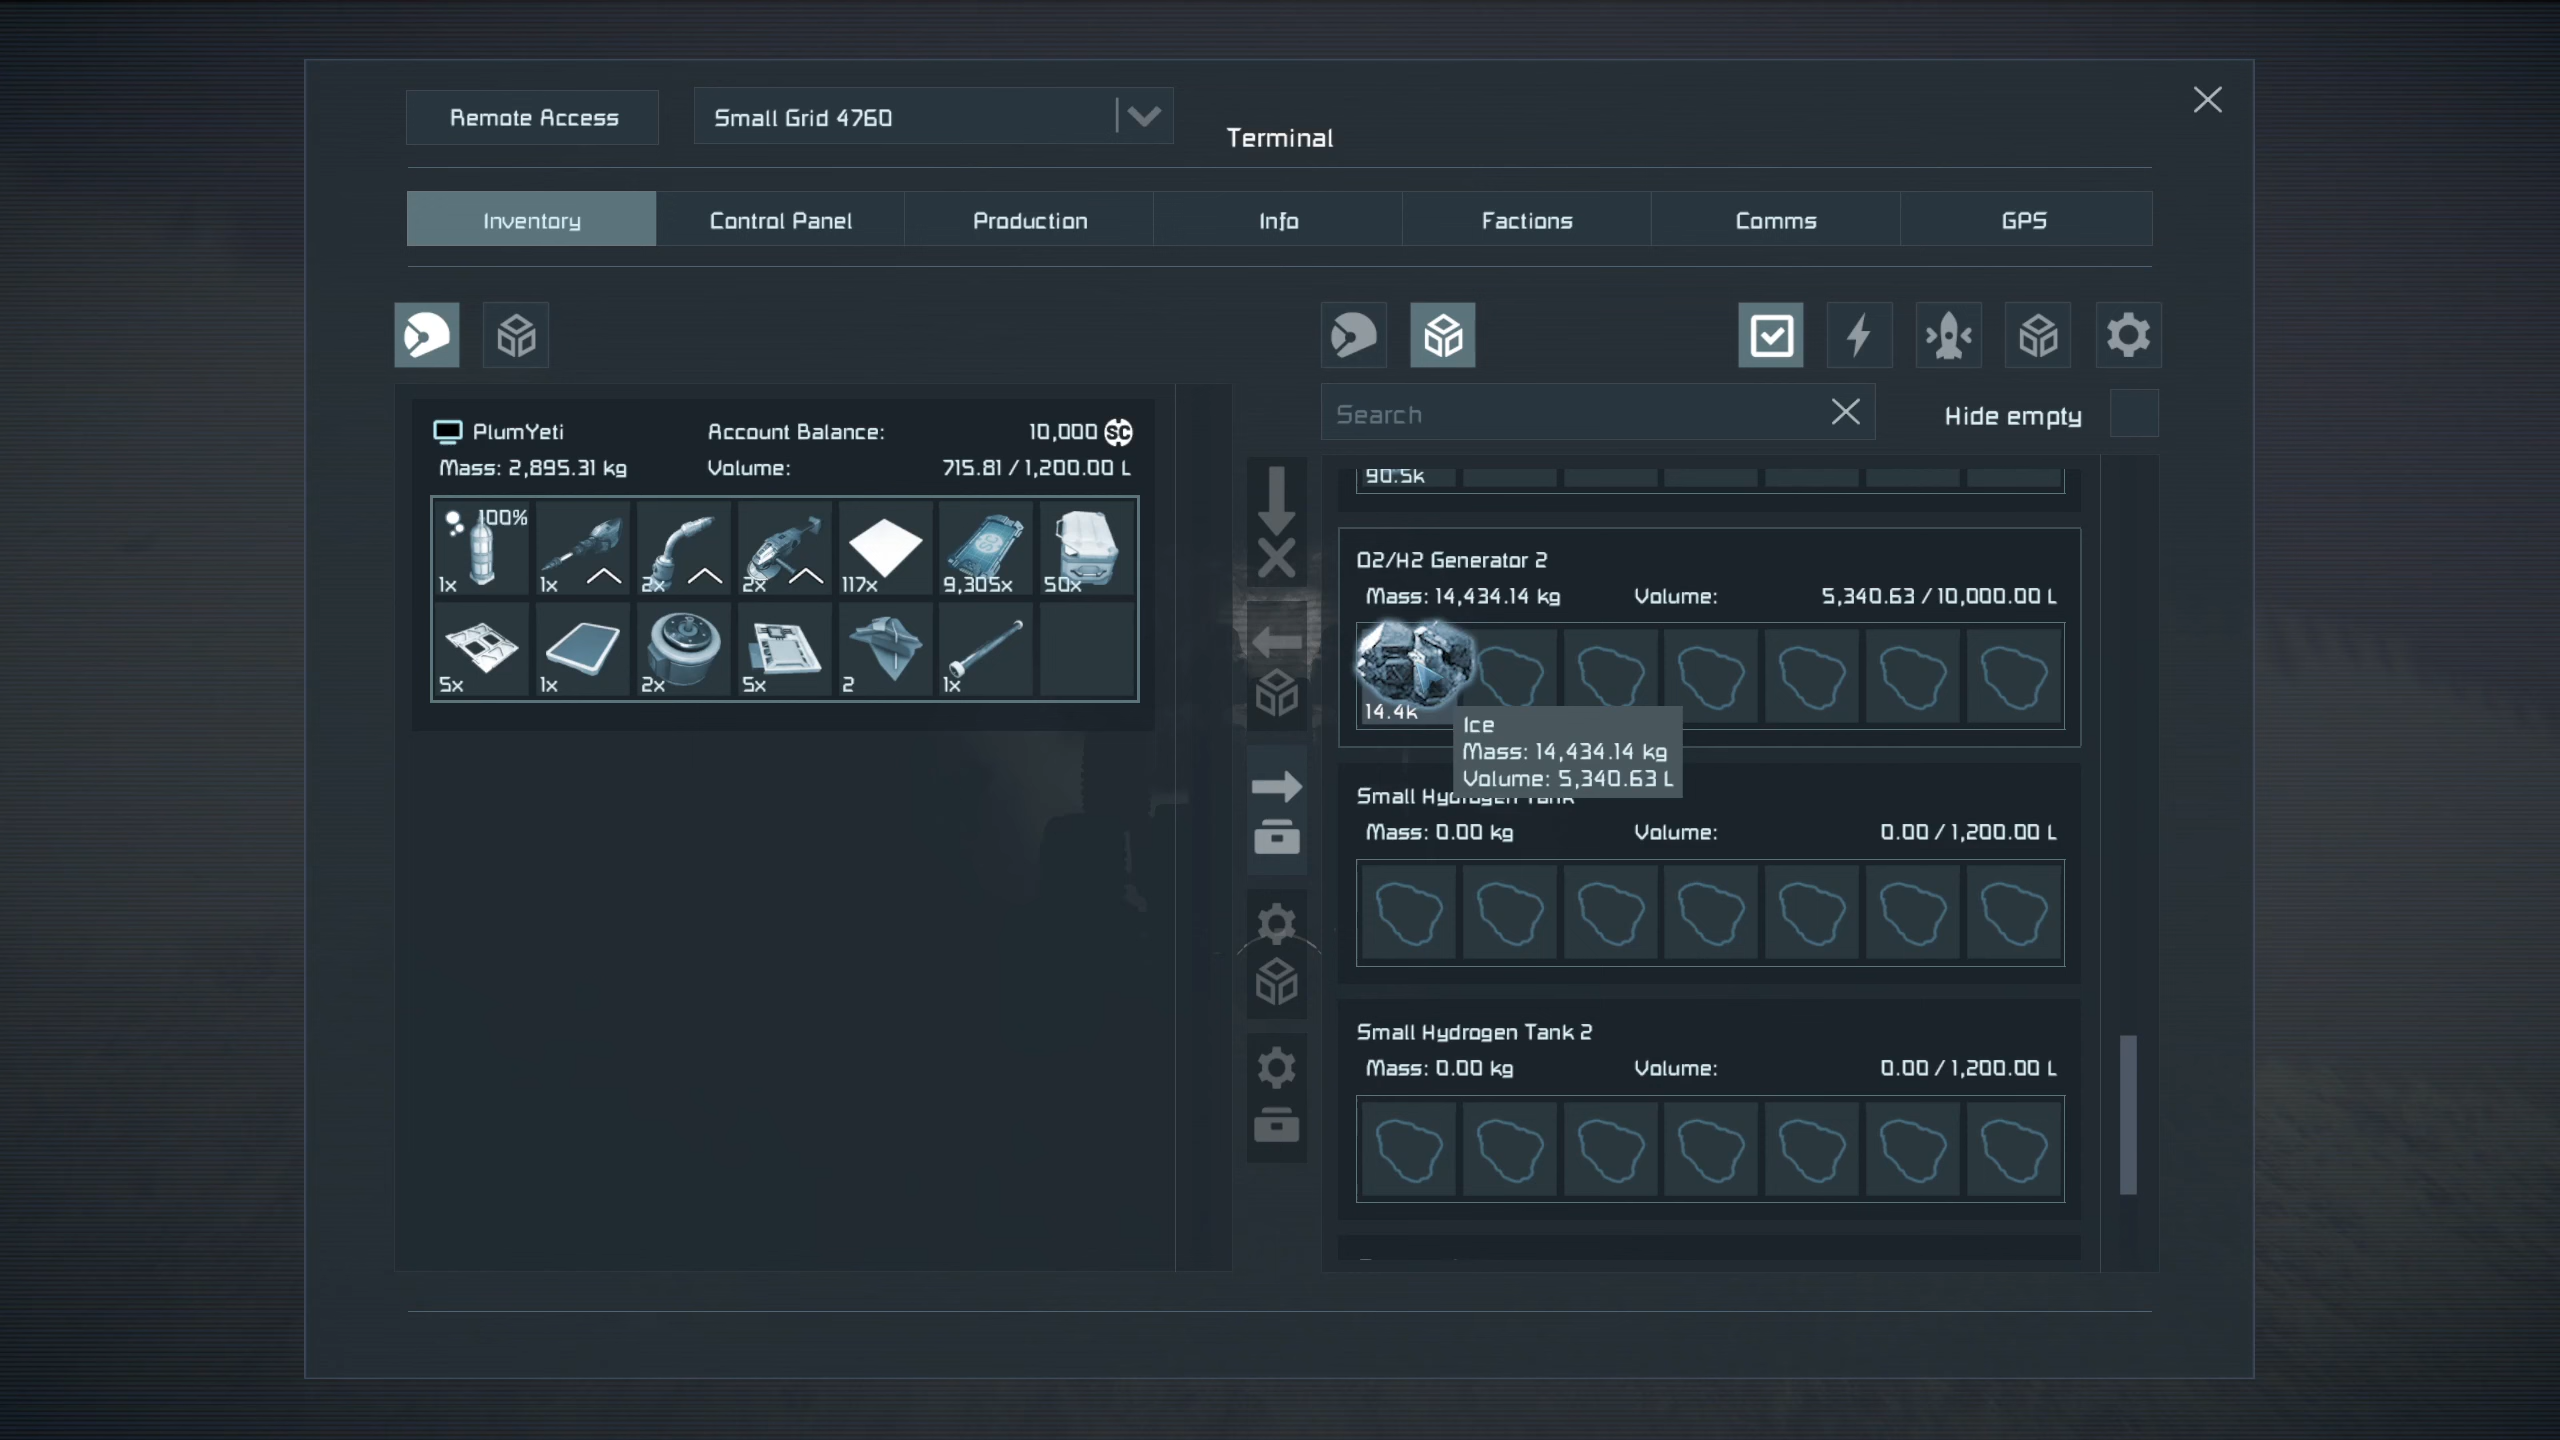 Remote Access
Small Grid 4760
Terminal
Inventory
Control Panel
Production
Info
Factions
Comms
GPS
PlumYeti
Account Balance:
10,000 SC
Mass: 2,895.31 kg
Volume:
715.81 / 1,200.00 L
100%
1x
1x
2x
2x
117x
9,305x
50x
5x
1x
2x
5x
2
1x
Search
Hide empty
90.5k
O2/H2 Generator 2
Mass: 14,434.14 kg
Volume:
5,340.63 / 10,000.00 L
14.4k
Ice
Mass: 14,434.14 kg
Volume: 5,340.63 L
Small Hydrogen Tank
Mass: 0.00 kg
Volume:
0.00 / 1,200.00 L
Small Hydrogen Tank 2
Mass: 0.00 kg
Volume:
0.00 / 1,200.00 L